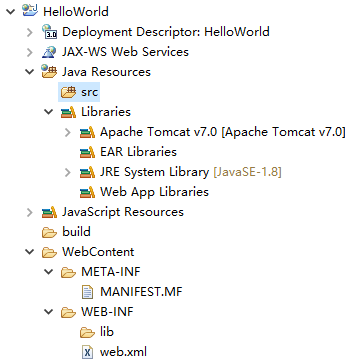 HelloWorld
Deployment Descriptor: HelloWorld
JAX-WS Web Services
Java Resources
src
Libraries
Apache Tomcat v7.0 [Apache Tomcat v7.0]
EAR Libraries
JRE System Library [JavaSE-1.8]
Web App Libraries
JavaScript Resources
build
WebContent
META-INF
MANIFEST.MF
WEB-INF
lib
web.xml